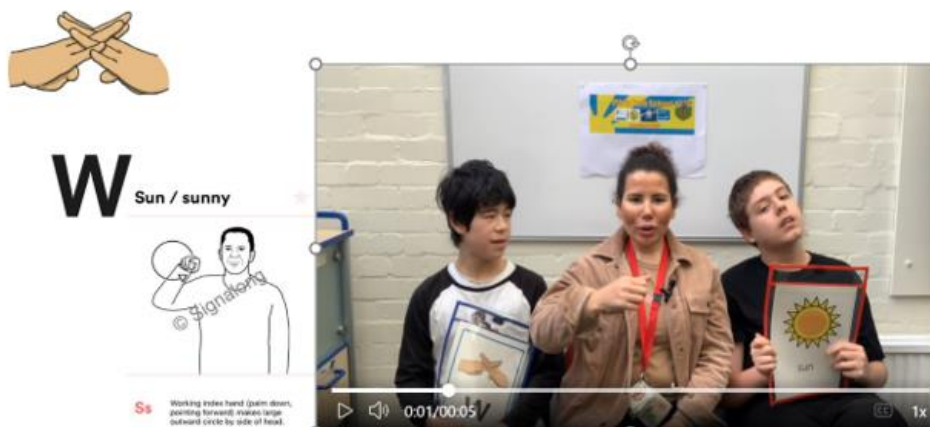 W
Sun / sunny
© Signalong
Ss
Working index hand (palm down,
pointing forward) makes large
outward circle by side of head.
W
sun
0:01/00:05
CC
1x